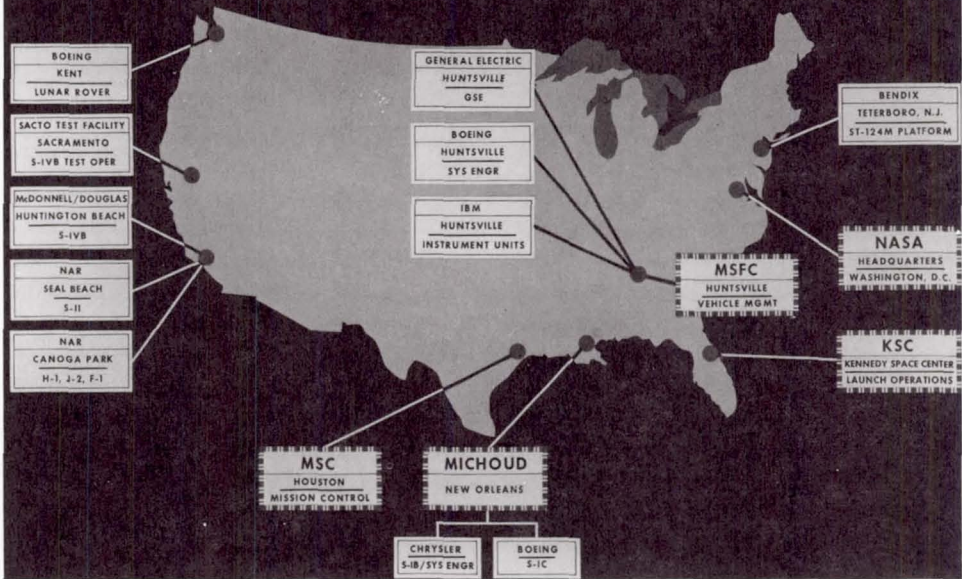 BOEING
KENT
LUNAR ROVER
SACTO TEST FACILITY
SACRAMENTO
S-IVB TEST OPER
McDONNELL/DOUGLAS
HUNTINGTON BEACH
S-IVB
NAR
SEAL BEACH
S-II
NAR
CANOGA PARK
H-1, J-2, F-1
GENERAL ELECTRIC
HUNTSVILLE
GSE
BOEING
HUNTSVILLE
SYS ENGR
IBM
HUNTSVILLE
INSTRUMENT UNITS
BENDIX
TETERBORO, N.J.
ST-124M PLATFORM
NASA
HEADQUARTERS
WASHINGTON, D.C.
MSFC
HUNTSVILLE
VEHICLE MGMT
KSC
KENNEDY SPACE CENTER
LAUNCH OPERATIONS
MSC
HOUSTON
MISSION CONTROL
MICHOUD
NEW ORLEANS
CHRYSLER
S-IB/SYS ENGR
BOEING
S-IC